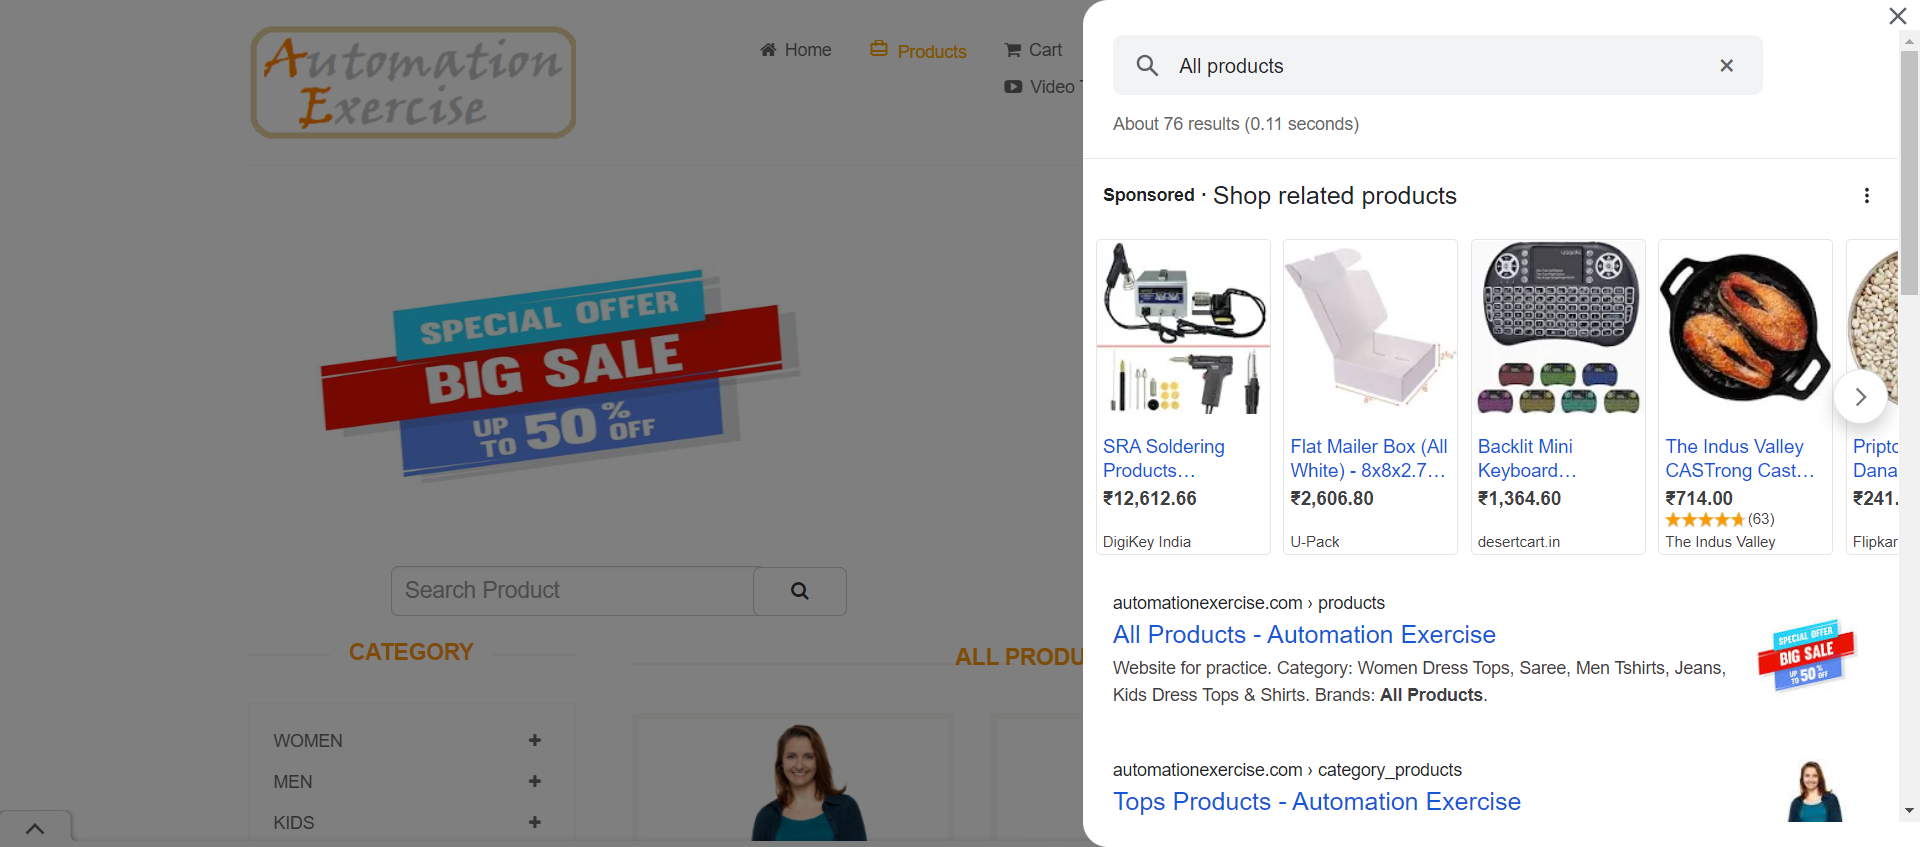 Automation
Exercise
Home
Products
Cart
Video
SPECIAL OFFER
BIG SALE
UP TO 50% OFF
Search Product
CATEGORY
WOMEN
MEN
KIDS
ALL PRODU
All products
About 76 results (0.11 seconds)
Sponsored · Shop related products
SRA Soldering
Products...
₹12,612.66
DigiKey India
Flat Mailer Box (All
White) - 8x8x2.7...
₹2,606.80
U-Pack
Backlit Mini
Keyboard...
₹1,364.60
desertcart.in
The Indus Valley
CASTrong Cast...
₹714.00
(63)
The Indus Valley
Dana
₹241.
Flipkar
automationexercise.com › products
All Products - Automation Exercise
Website for practice. Category: Women Dress Tops, Saree, Men Tshirts, Jeans,
Kids Dress Tops & Shirts. Brands: All Products.
SPECIAL OFFER
BIG SALE
UP TO 50% OFF
automationexercise.com › category_products
Tops Products - Automation Exercise